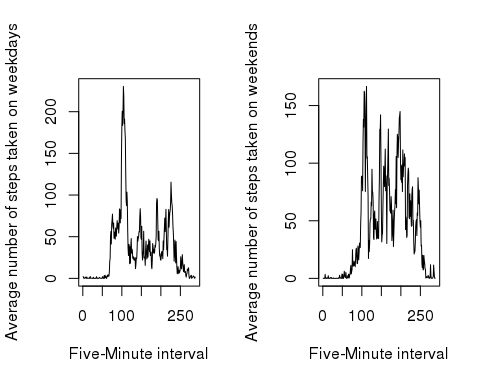 Average number of steps taken on weekdays
200
150
100
50
0
0 100 250
Five-Minute interval
Average number of steps taken on weekends
150
100
50
0
0 100 250
Five-Minute interval